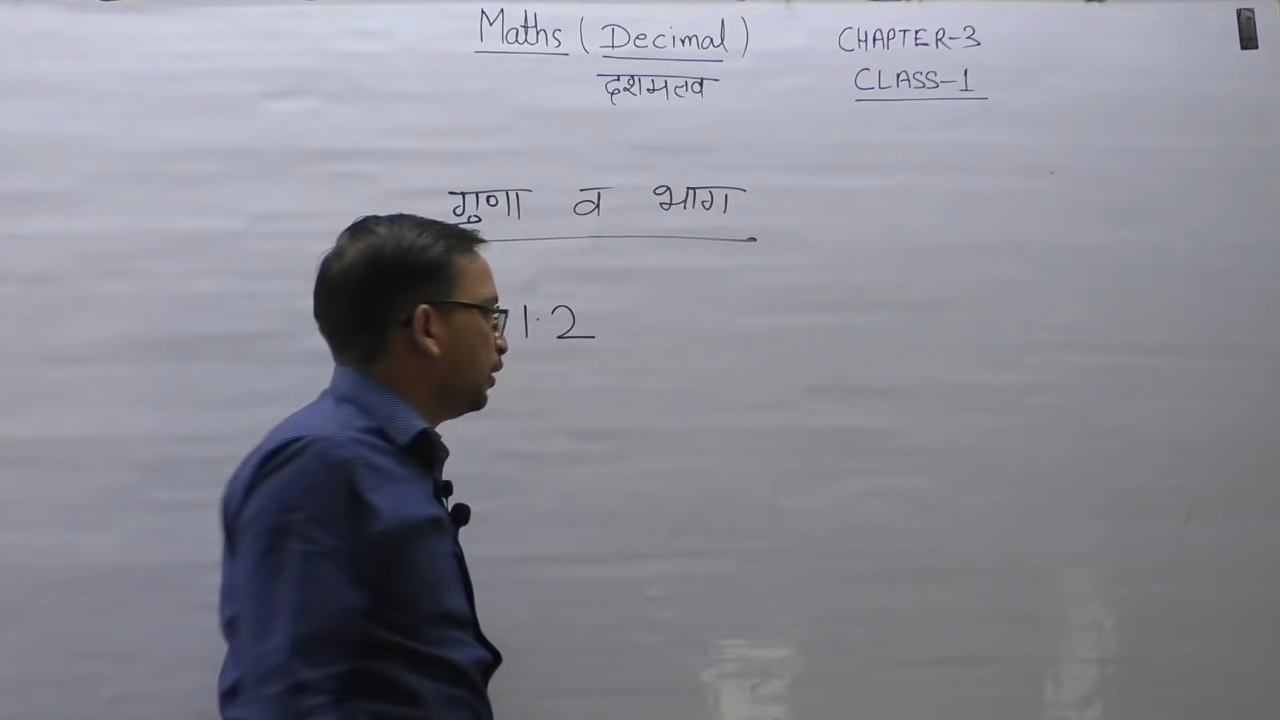 Maths (Decimal) CHAPTER-3
दशमलव CLASS-1
गुणा व भाग
1.2